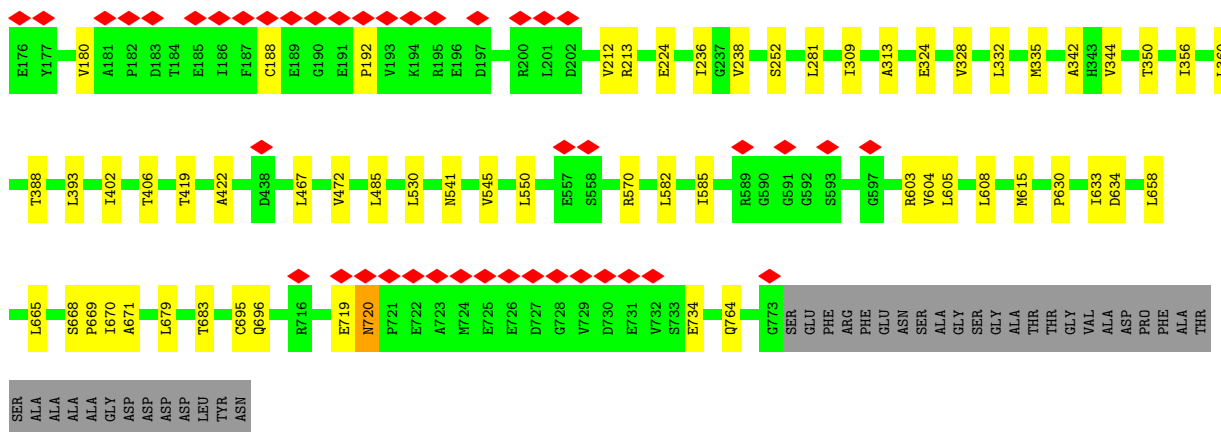 E176 Y177 V180 A181 P182 D183 T184 E185 I186 F187 C188 E189 G190 E191 P192 V193 K194 R195 E196 D197 R200 L201 D202 V212 R213 E224 I236 G237 V238 S252 L281 I309 A313 E324 V328 L332 M335 A342 H343 V344 T350 I356
T388 L393 I402 T406 T419 A422 D438 L467 V472 L485 L530 N541 V545 L550 E557 S558 R570 L582 I585 R589 G590 G591 G592 S593 G597 R603 V604 L605 L608 M615 P630 I633 D634 L658
L665 S668 P669 I670 A671 L679 T683 C695 Q696 R716 E719 N720 P721 E722 A723 M724 E725 E726 D727 G728 V729 D730 E731 V732 S733 E734 Q764 G773 SER GLU PHE ARG PHE GLU ASN SER ALA GLY SER GLY ALA THR THR GLY VAL ALA ASP PRO PHE ALA THR
SER ALA ALA ALA ALA GLY ASP ASP ASP ASP LEU TYR ASN